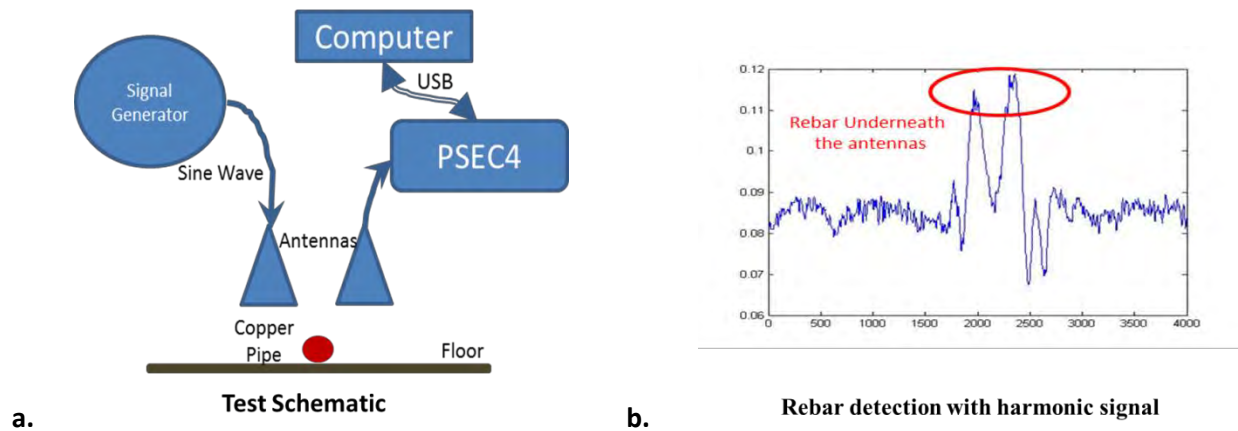 Computer
USB
Signal
Generator
PSEC4
Sine Wave
Antennas
Copper
Pipe
Floor
Test Schematic
a.
0.12
0.11
0.1
0.09
0.08
0.07
0.06
0
500
1000
1500
2000
2500
3000
3500
4000
Rebar Underneath
the antennas
Rebar detection with harmonic signal
b.